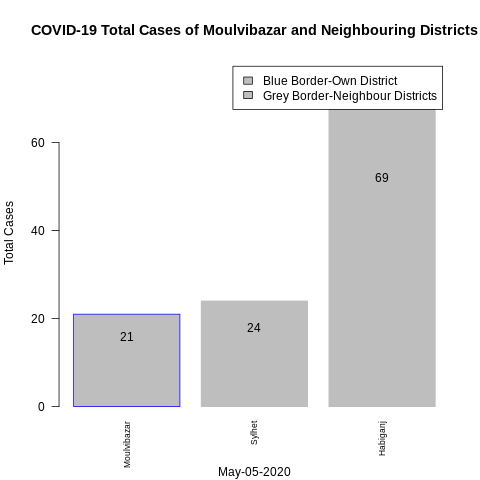 COVID-19 Total Cases of Moulvibazar and Neighbouring Districts
Blue Border-Own District
Grey Border-Neighbour Districts
Total Cases
60
40
20
0
69
24
21
Moulvibazar
Sylhet
Habiganj
May-05-2020